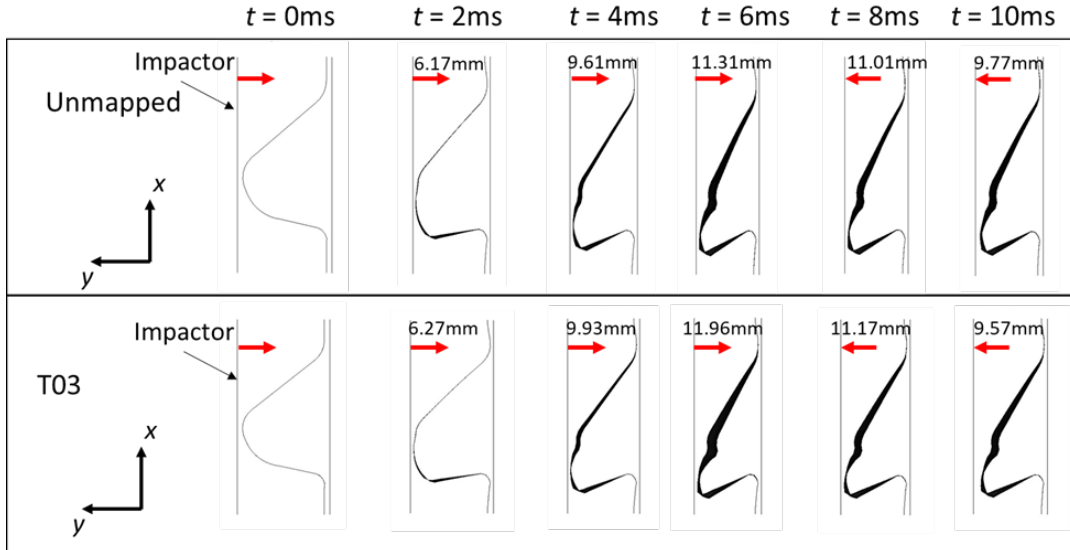 t = 0ms t = 2ms t = 4ms t = 6ms t = 8ms t = 10ms
Impactor
Unmapped
6.17mm 9.61mm 11.31mm 11.01mm 9.77mm
x
y
Impactor
T03
6.27mm 9.93mm 11.96mm 11.17mm 9.57mm
x
y